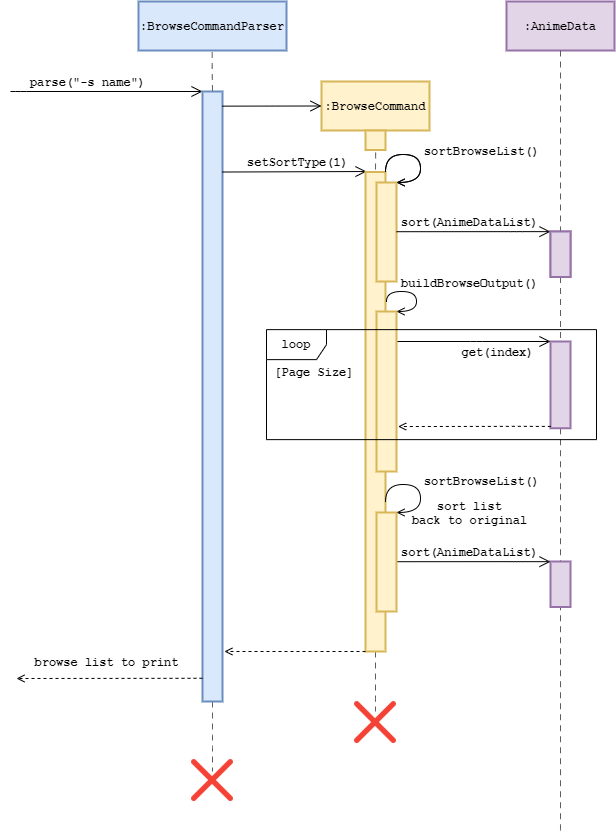 :BrowseCommandParser
:AnimeData
parse("-s name")
:BrowseCommand
sortBrowseList()
setSortType(1)
sort(AnimeDataList)
buildBrowseOutput()
loop
get(index)
[Page Size]
sortBrowseList()
sort list
back to original
sort(AnimeDataList)
browse list to print